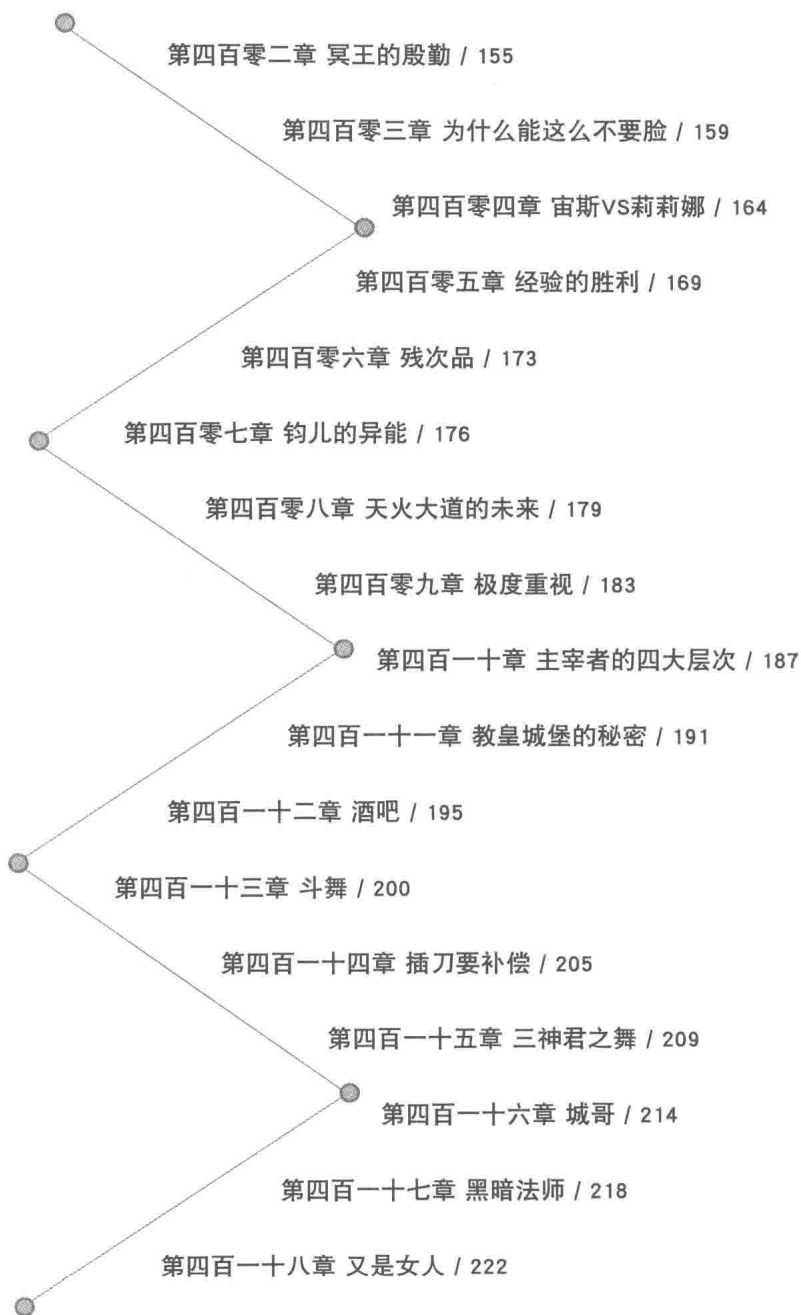 第四百零二章 冥王的殷勤 / 155
第四百零三章 为什么能这么不要脸 / 159
第四百零四章 宙斯VS莉莉娜 / 164
第四百零五章 经验的胜利 / 169
第四百零六章 残次品 / 173
第四百零七章 钧儿的异能 / 176
第四百零八章 天火大道的未来 / 179
第四百零九章 极度重视 / 183
第四百一十章 主宰者的四大层次 / 187
第四百一十一章 教皇城堡的秘密 / 191
第四百一十二章 酒吧 / 195
第四百一十三章 斗舞 / 200
第四百一十四章 插刀要补偿 / 205
第四百一十五章 三神君之舞 / 209
第四百一十六章 城哥 / 214
第四百一十七章 黑暗法师 / 218
第四百一十八章 又是女人 / 222